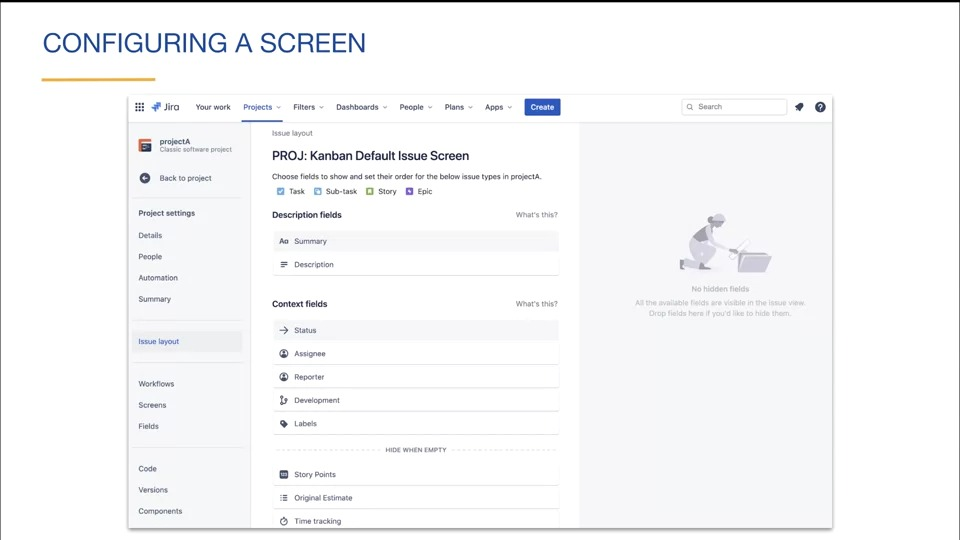 CONFIGURING A SCREEN
Jira Your work Projects Filters Dashboards People Plans Apps Create Search
projectA
Classic software project
Back to project
Project settings
Details
People
Automation
Summary
Issue layout
Workflows
Screens
Fields
Code
Versions
Components
Issue layout
PROJ: Kanban Default Issue Screen
Choose fields to show and set their order for the below issue types in projectA.
Task Sub-task Story Epic
Description fields What's this?
Aa Summary
Description
Context fields What's this?
Status
Assignee
Reporter
Development
Labels
HIDE WHEN EMPTY
Story Points
Original Estimate
Time tracking
No hidden fields
All the available fields are visible in the issue view.
Drop fields here if you'd like to hide them.